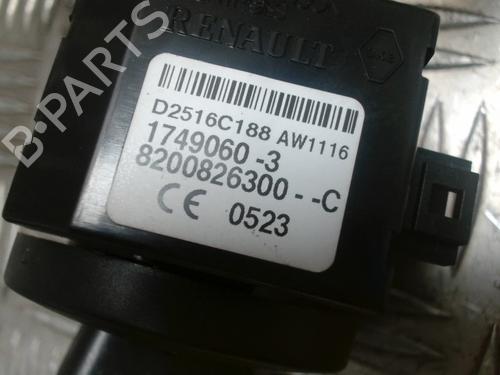 RENAULT
D2516C188 AW1116
1749060-3
8200826300--C
CE 0523
B-Parts